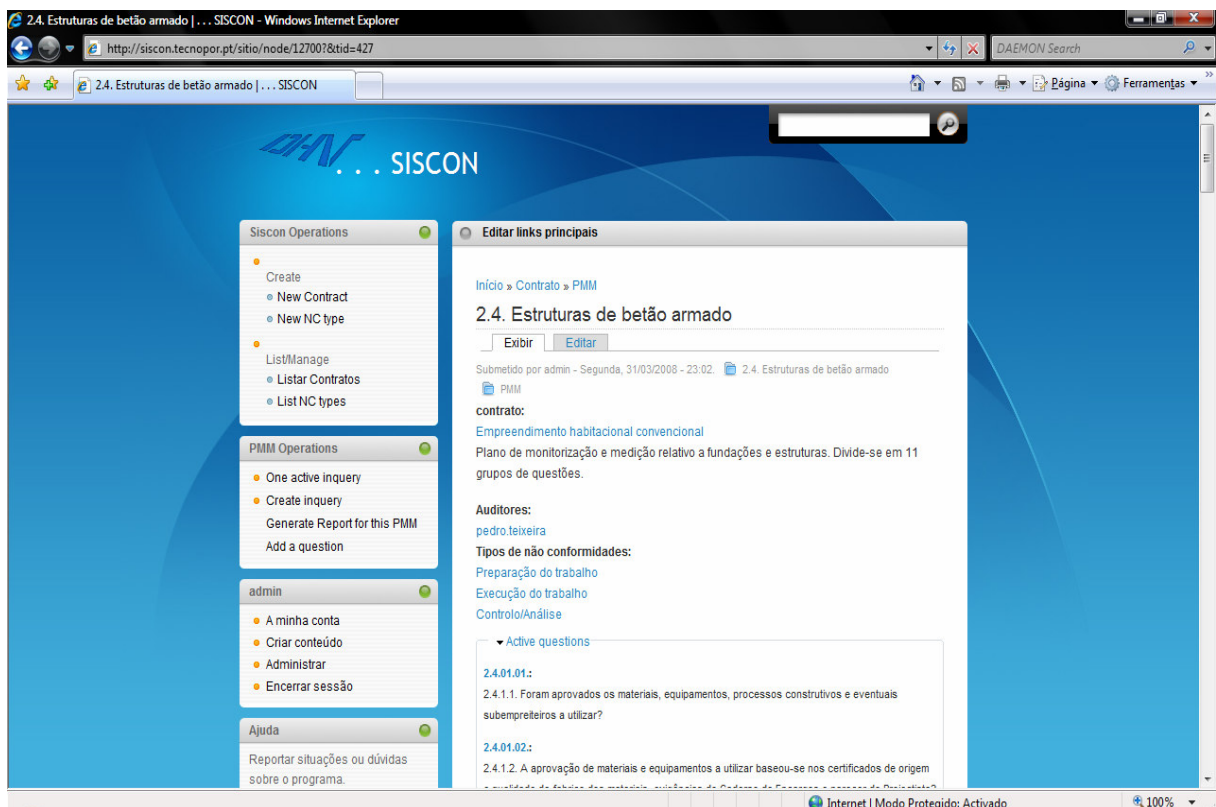 2.4. Estruturas de betão armado | . . . SISCON - Windows Internet Explorer
http://siscon.tecnopor.pt/sitio/node/12700?&tid=427
DAEMON Search
2.4. Estruturas de betão armado | . . . SISCON
Página
Ferramentas
. . . SISCON
Siscon Operations
Create
New Contract
New NC type
List/Manage
Listar Contratos
List NC types
PMM Operations
One active inquery
Create inquery
Generate Report for this PMM
Add a question
admin
A minha conta
Criar conteúdo
Administrar
Encerrar sessão
Ajuda
Reportar situações ou dúvidas
sobre o programa.
Editar links principais
Início » Contrato » PMM
2.4. Estruturas de betão armado
Exibir Editar
Submetido por admin - Segunda, 31/03/2008 - 23:02. 2.4. Estruturas de betão armado
PMM
contrato:
Empreendimento habitacional convencional
Plano de monitorização e medição relativo a fundações e estruturas. Divide-se em 11
grupos de questões.
Auditores:
pedro.teixeira
Tipos de não conformidades:
Preparação do trabalho
Execução do trabalho
Controlo/Análise
Active questions
2.4.01.01.:
2.4.1.1. Foram aprovados os materiais, equipamentos, processos construtivos e eventuais
subempreiteiros a utilizar?
2.4.01.02.:
2.4.1.2. A aprovação de materiais e equipamentos a utilizar baseou-se nos certificados de origem
Internet | Modo Protegido: Activado
100%